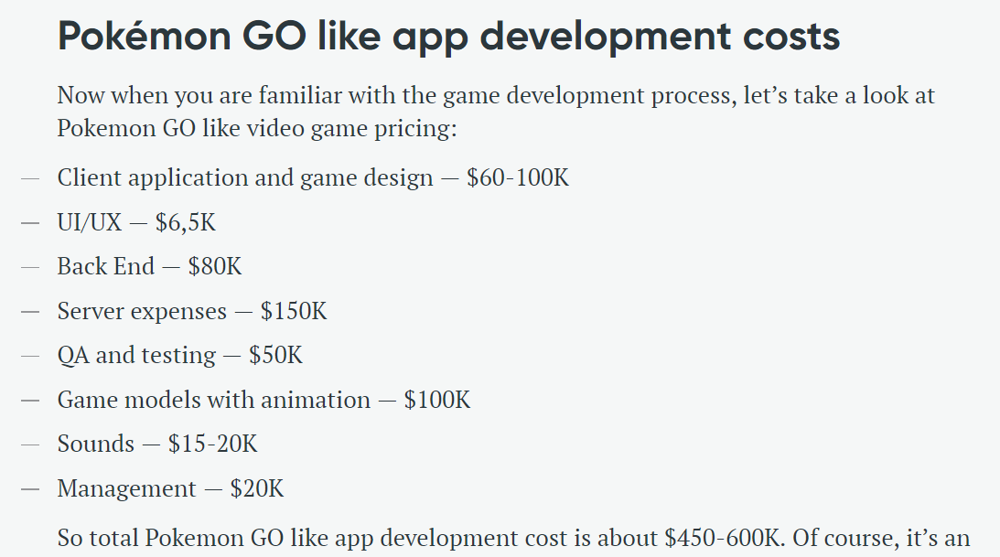 Pokémon GO like app development costs
Now when you are familiar with the game development process, let’s take a look at
Pokemon GO like video game pricing:
— Client application and game design — $60-100K
— UI/UX — $6,5K
— Back End — $80K
— Server expenses — $150K
— QA and testing — $50K
— Game models with animation — $100K
— Sounds — $15-20K
— Management — $20K
So total Pokemon GO like app development cost is about $450-600K. Of course, it’s an